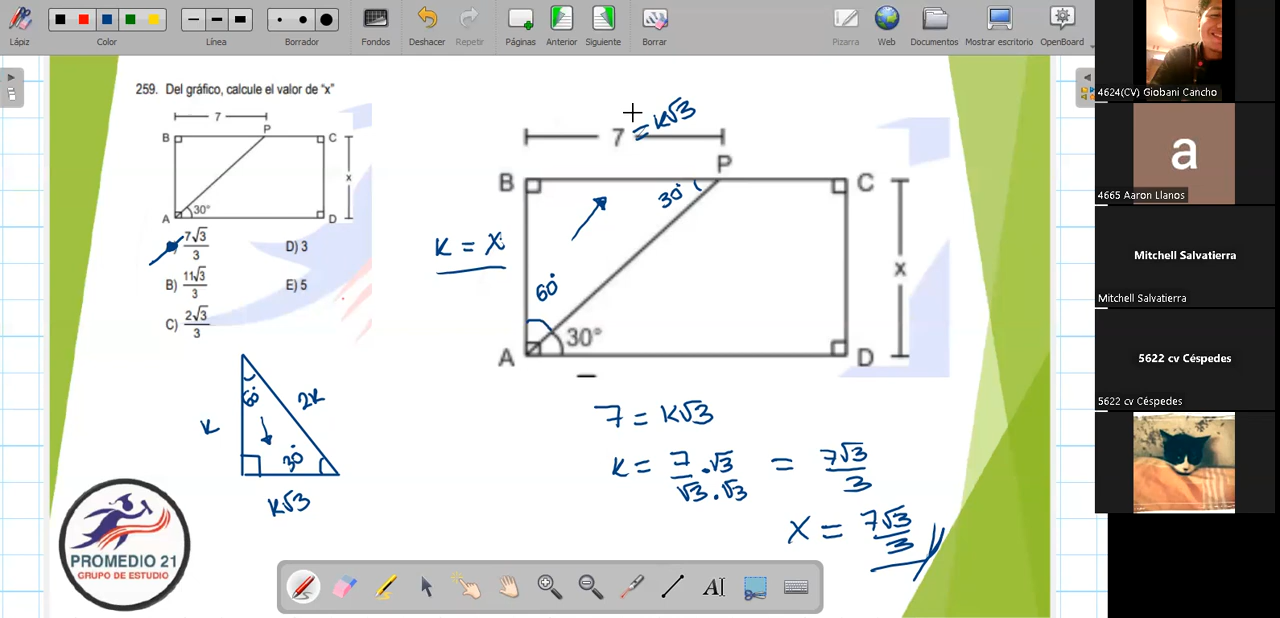 Lápiz
Color
Línea
Borrador
Fondos
Deshacer
Repetir
Páginas
Anterior
Siguiente
Borrar
Pizarra
Web
Documentos
Mostrar escritorio
OpenBoard
259. Del gráfico, calcule el valor de “x”
7
B
P
C
x
A
30°
D
7√3/3
D) 3
B) 11√3/3
E) 5
C) 2√3/3
60°
2K
K
30°
K√3
PROMEDIO 21
GRUPO DE ESTUDIO
7 = K√3
B
P
C
30°
K = X
60°
x
A
30°
D
7 = K√3
K = 7/√3 . √3/√3 = 7√3/3
X = 7√3/3
AI
4624(CV) Giobani Cancho
a
4665 Aaron Llanos
Mitchell Salvatierra
Mitchell Salvatierra
5622 cv Céspedes
5622 cv Céspedes